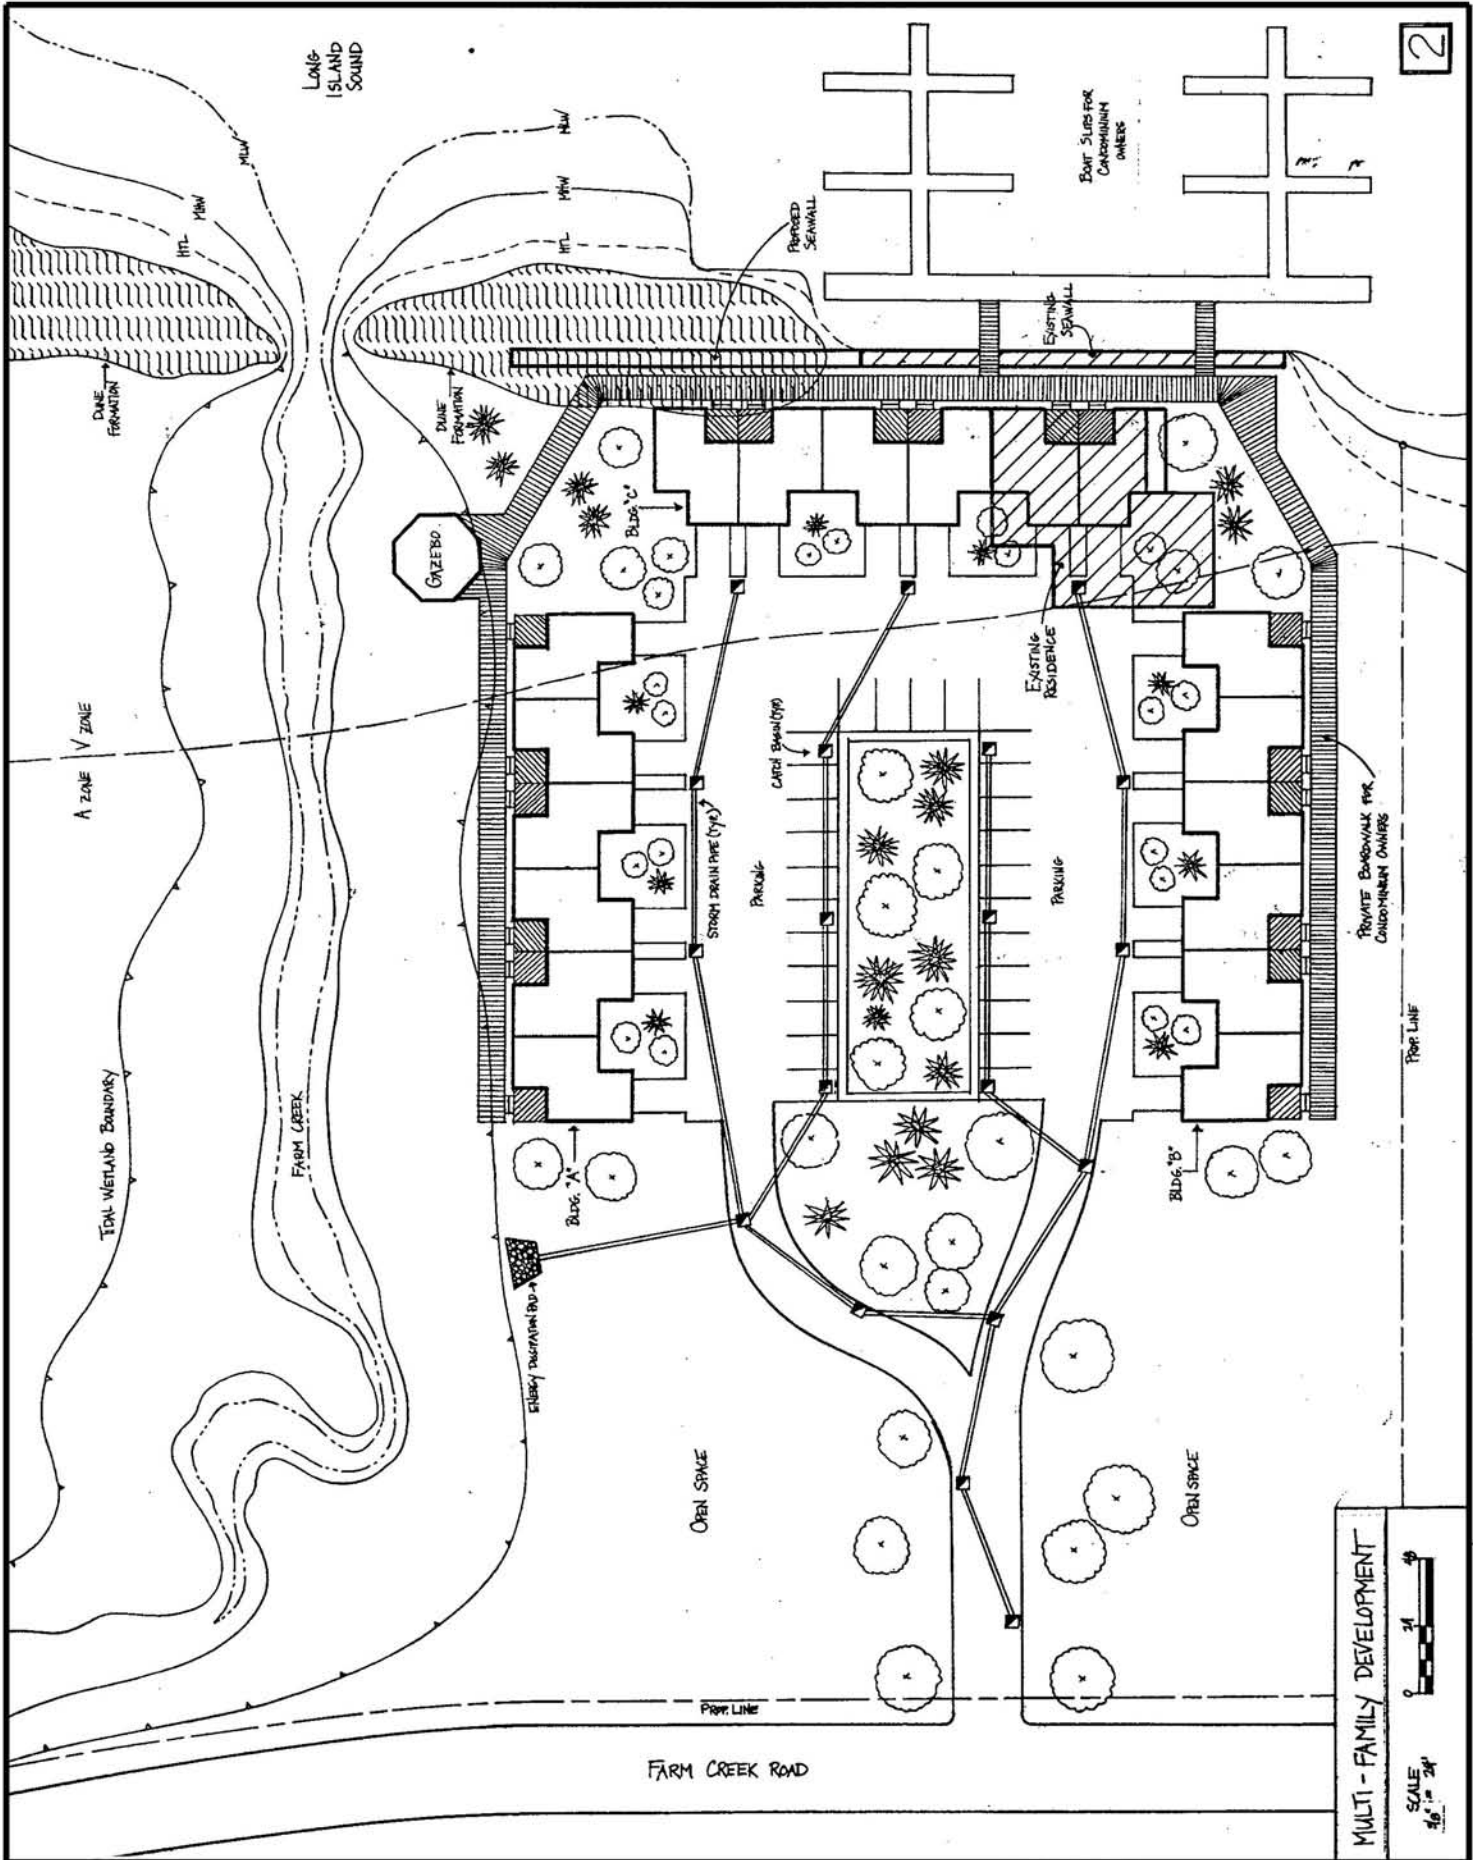 LONG
ISLAND
SOUND
2
MLW
MHW
HTL
MLW
MHW
HTL
BOAT SLIPS FOR
CONDOMINIUM
OWNERS
PROPOSED
SEAWALL
EXISTING
SEAWALL
DUNE
FORMATION
DUNE
FORMATION
GAZEBO
BLDG. "C"
EXISTING
RESIDENCE
A ZONE
V ZONE
CATCH BASIN (TYP.)
STORM DRAIN PIPE (TYP.)
PARKING
PARKING
PRIVATE BOARDWALK FOR
CONDOMINIUM OWNERS
TIDAL WETLAND BOUNDARY
FARM CREEK
PROP. LINE
BLDG. "A"
BLDG. "B"
ENERGY DISSIPATION PAD
OPEN SPACE
OPEN SPACE
PROP. LINE
FARM CREEK ROAD
MULTI-FAMILY DEVELOPMENT
SCALE
0 24 48